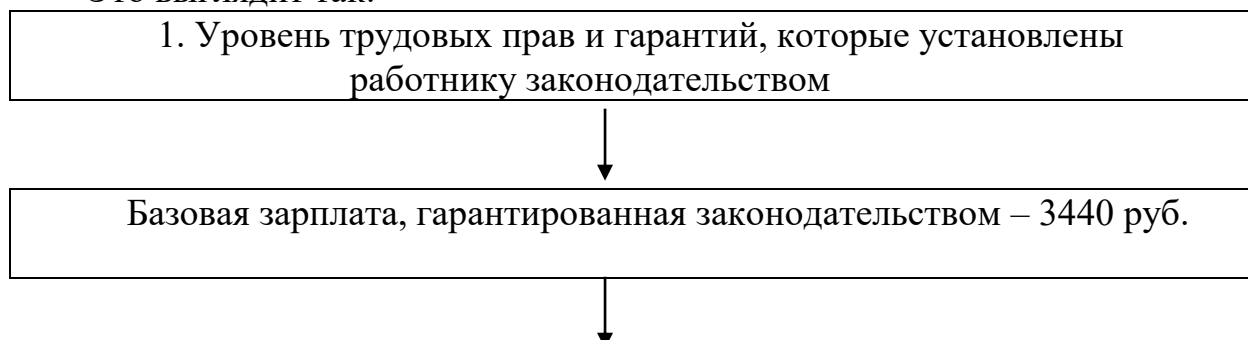 1. Уровень трудовых прав и гарантий, которые установлены
работнику законодательством
Базовая зарплата, гарантированная законодательством – 3440 руб.